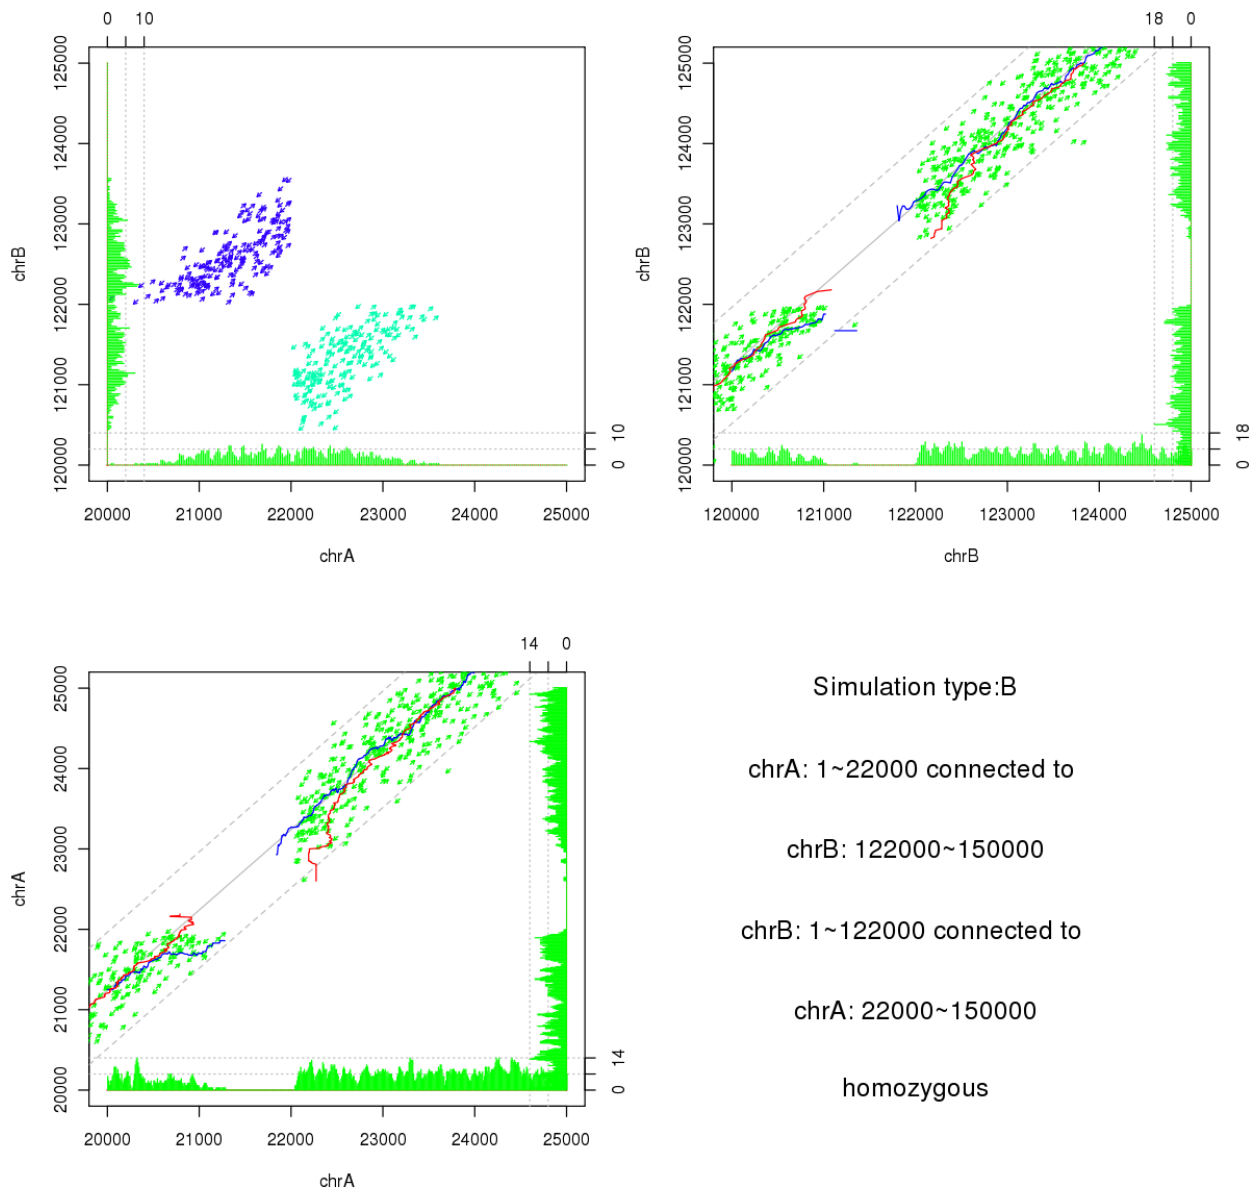 0 10
125000
124000
123000
122000
121000
120000
chrB
10
0
20000 21000 22000 23000 24000 25000
chrA
18 0
125000
124000
123000
122000
121000
120000
chrB
18
0
120000 121000 122000 123000 124000 125000
chrB
14 0
25000
24000
23000
22000
21000
20000
chrA
14
0
20000 21000 22000 23000 24000 25000
chrA
Simulation type:B
chrA: 1~22000 connected to
chrB: 122000~150000
chrB: 1~122000 connected to
chrA: 22000~150000
homozygous